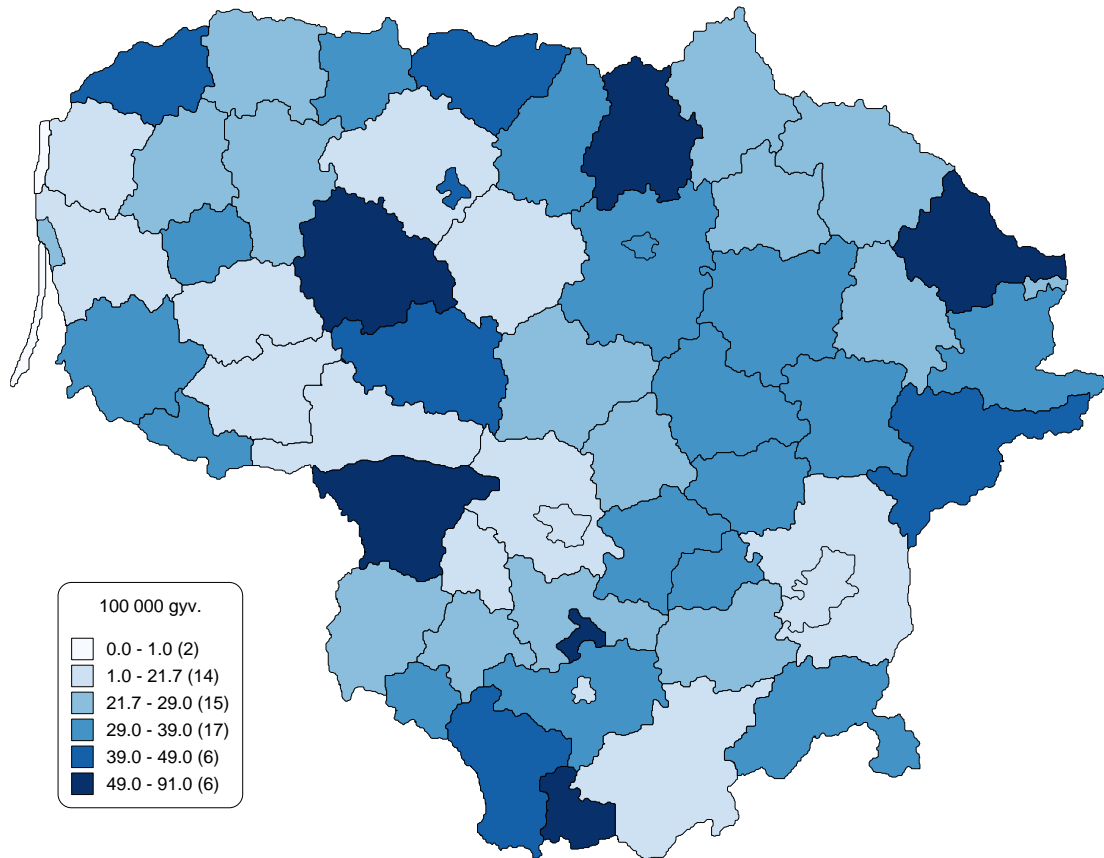 100 000 gyv.
0.0 - 1.0 (2)
1.0 - 21.7 (14)
21.7 - 29.0 (15)
29.0 - 39.0 (17)
39.0 - 49.0 (6)
49.0 - 91.0 (6)